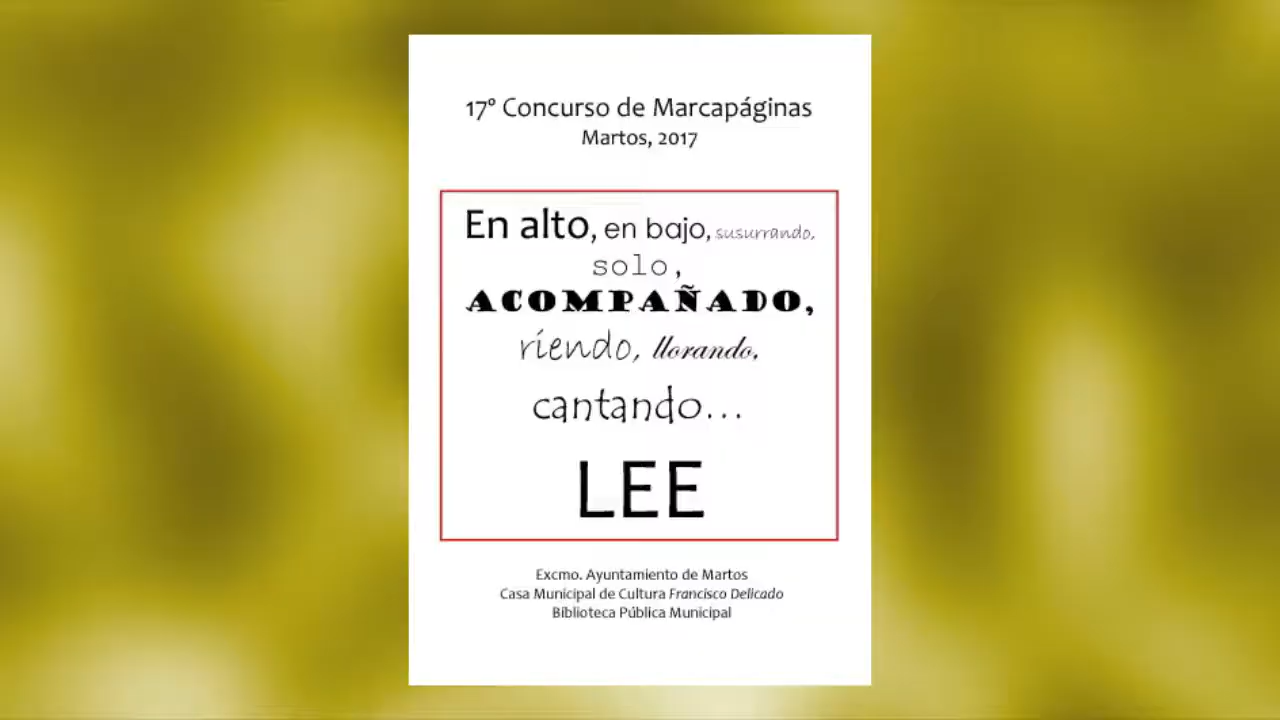 17º Concurso de Marcapáginas
Martos, 2017
En alto, en bajo, susurrando,
solo,
ACOMPAÑADO,
riendo, llorando,
cantando...
LEE
Excmo. Ayuntamiento de Martos
Casa Municipal de Cultura Francisco Delicado
Biblioteca Pública Municipal